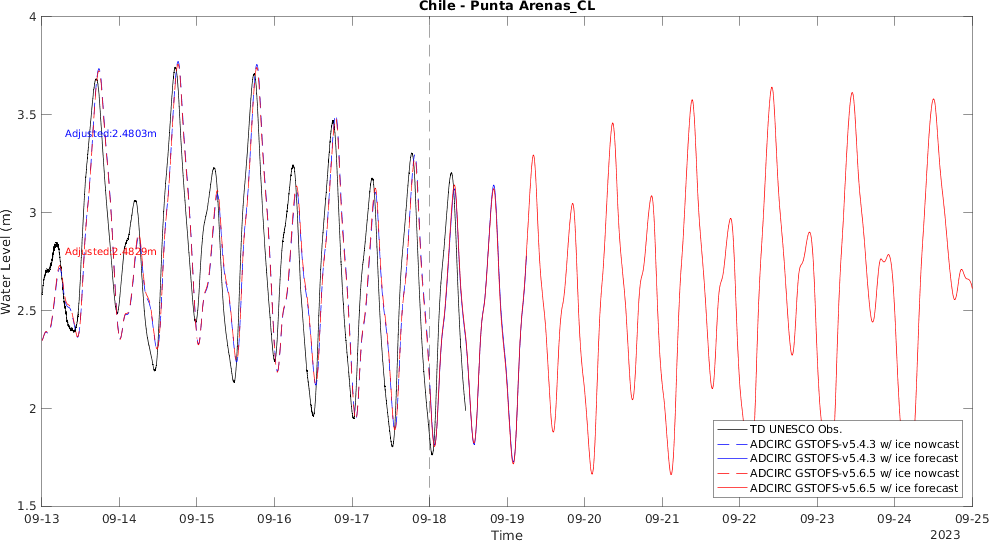 Chile - Punta Arenas_CL
4
3.5
3
2.5
2
1.5
Water Level (m)
Adjusted:2.4803m
Adjusted:2.4829m
TD UNESCO Obs.
ADCIRC GSTOFS-v5.4.3 w/ ice nowcast
ADCIRC GSTOFS-v5.4.3 w/ ice forecast
ADCIRC GSTOFS-v5.6.5 w/ ice nowcast
ADCIRC GSTOFS-v5.6.5 w/ ice forecast
09-13 09-14 09-15 09-16 09-17 09-18 09-19 09-20 09-21 09-22 09-23 09-24 09-25
Time
2023